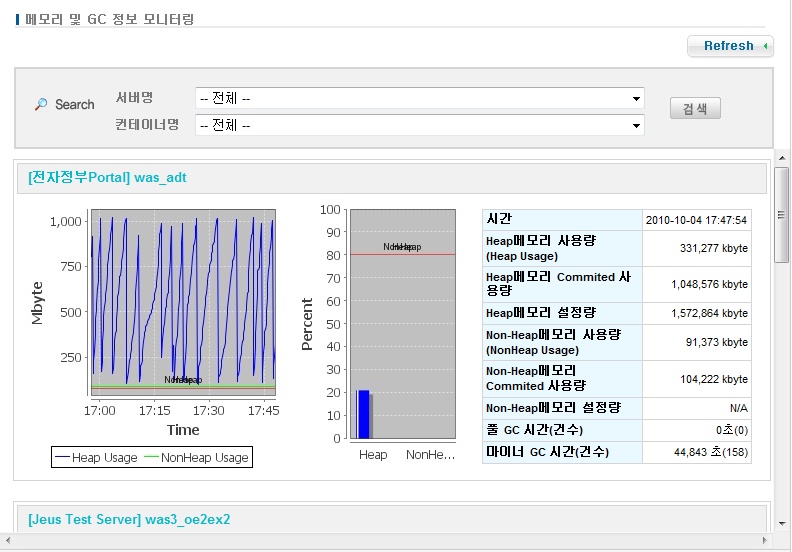 메모리 및 GC 정보 모니터링
Refresh
Search
서버명
-- 전체 --
컨테이너명
-- 전체 --
검색
[전자정부Portal] was_adt
1,000
750
500
250
Mbyte
17:00 17:15 17:30 17:45
Time
Heap Usage NonHeap Usage
100
90
80
70
60
50
40
30
20
10
0
Percent
Heap NonHe...
시간 2010-10-04 17:47:54
Heap메모리 사용량
(Heap Usage) 331,277 kbyte
Heap메모리 Commited 사
용량 1,048,576 kbyte
Heap메모리 설정량 1,572,864 kbyte
Non-Heap메모리 사용량
(NonHeap Usage) 91,373 kbyte
Non-Heap메모리
Commited 사용량 104,222 kbyte
Non-Heap메모리 설정량 N/A
풀 GC 시간(건수) 0초(0)
마이너 GC 시간(건수) 44,843 초(158)
[Jeus Test Server] was3_oe2ex2